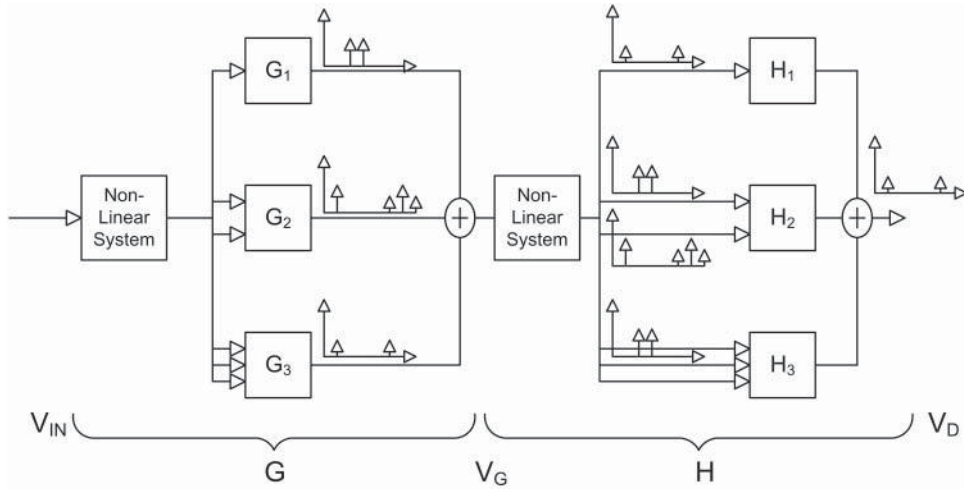 G1
H1
Non-
Linear
System
G2
+
Non-
Linear
System
H2
+
G3
H3
VIN
G
VG
H
VD